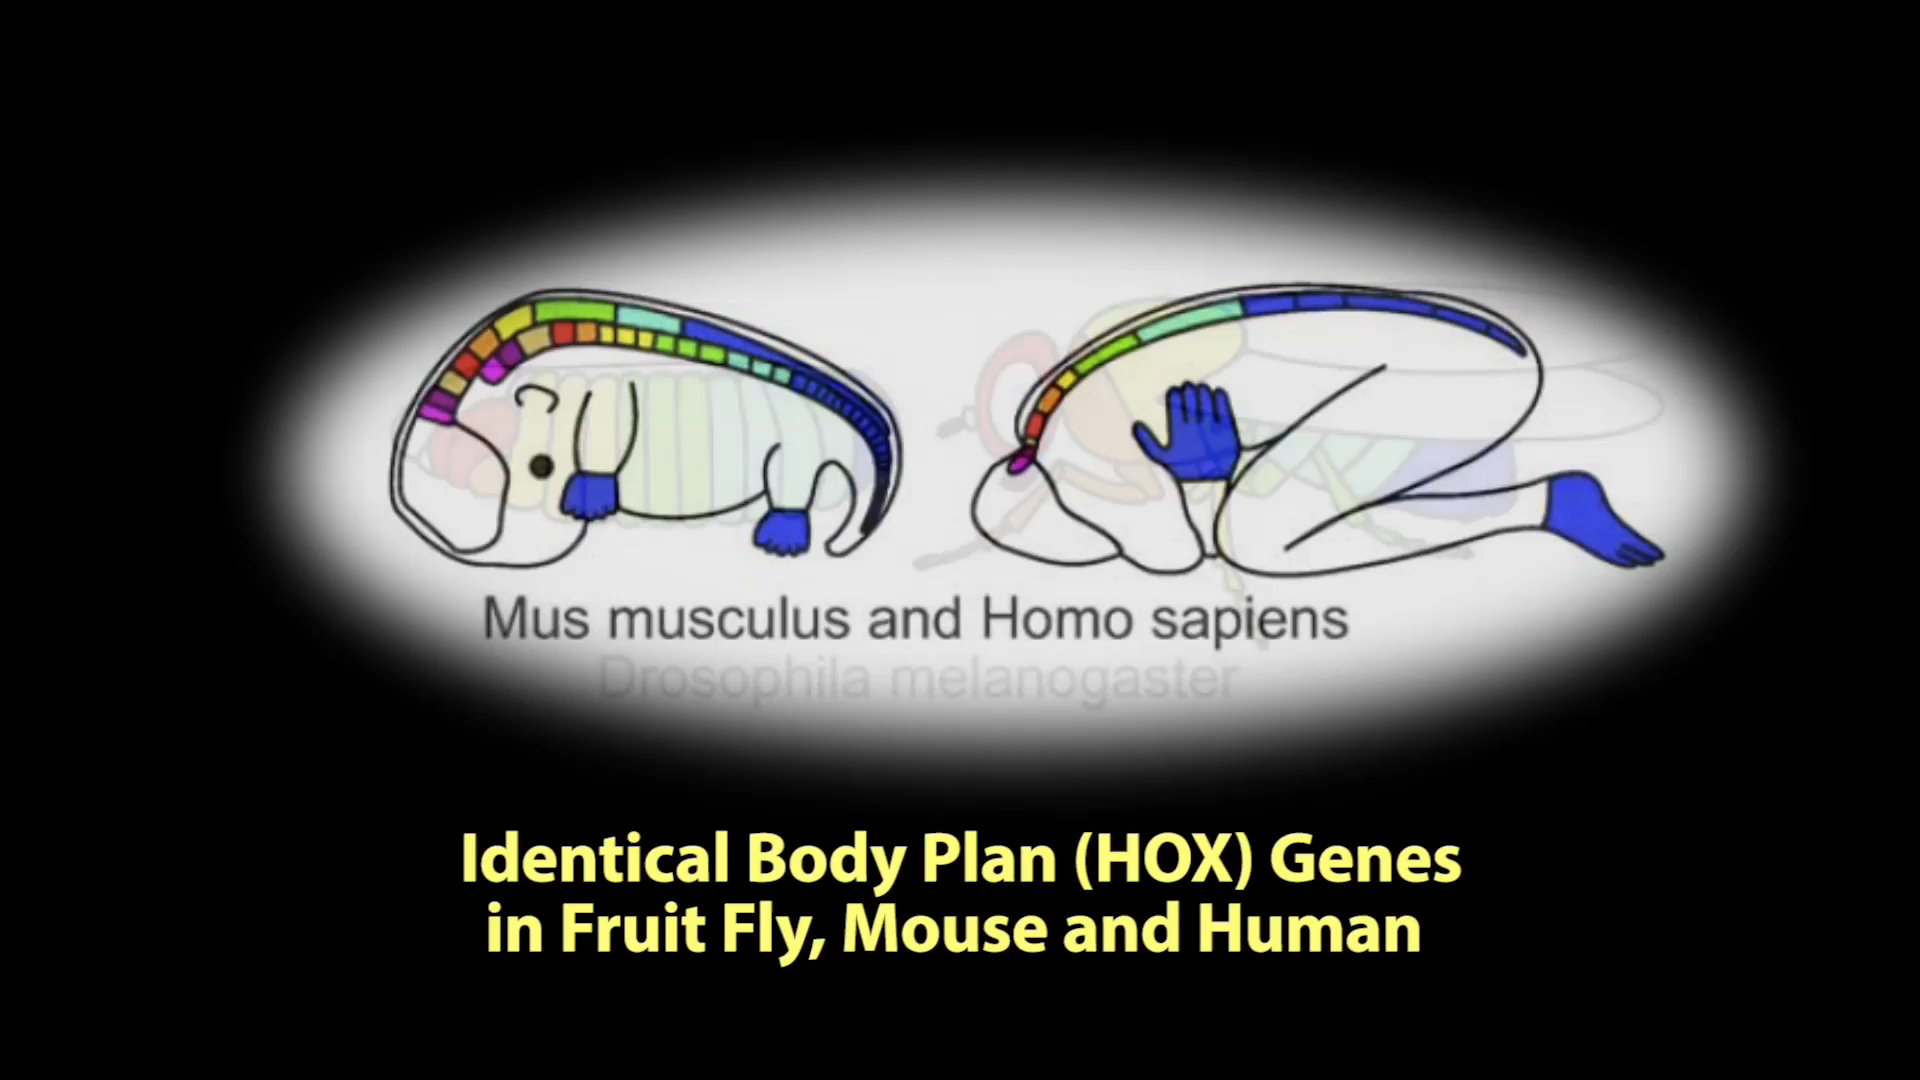 Mus musculus and Homo sapiens
Drosophila melanogaster
Identical Body Plan (HOX) Genes
in Fruit Fly, Mouse and Human